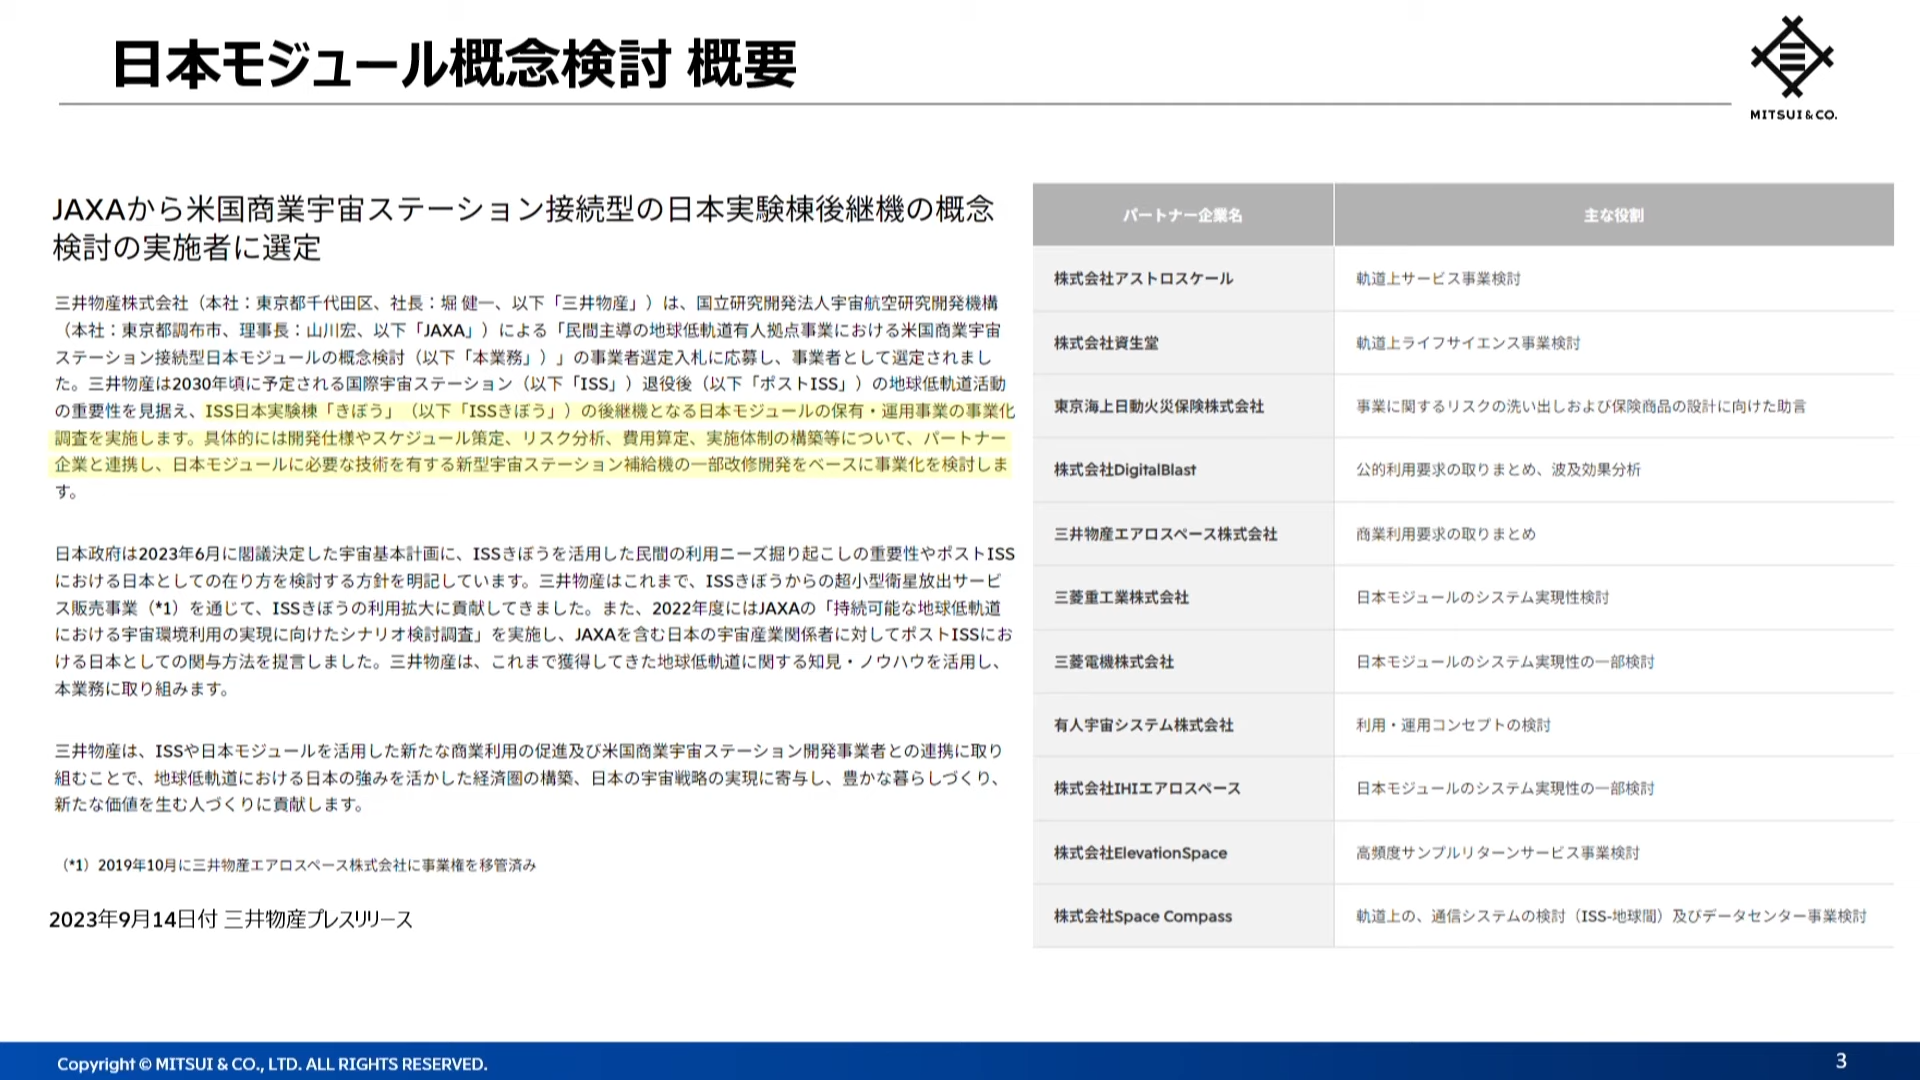 日本モジュール概念検討 概要
MITSUI & CO.
JAXAから米国商業宇宙ステーション接続型の日本実験棟後継機の概念
検討の実施者に選定
三井物産株式会社（本社：東京都千代田区、社長：堀 健一、以下「三井物産」）は、国立研究開発法人宇宙航空研究開発機構
（本社：東京都調布市、理事長：山川宏、以下「JAXA」）による「民間主導の地球低軌道有人拠点事業における米国商業宇宙
ステーション接続型日本モジュールの概念検討（以下「本業務」）」の事業者選定入札に応募し、事業者として選定されまし
た。三井物産は2030年頃に予定される国際宇宙ステーション（以下「ISS」）退役後（以下「ポストISS」）の地球低軌道活動
の重要性を見据え、ISS日本実験棟「きぼう」（以下「ISSきぼう」）の後継機となる日本モジュールの保有・運用事業の事業化
調査を実施します。具体的には開発仕様やスケジュール策定、リスク分析、費用算定、実施体制の構築等について、パートナー
企業と連携し、日本モジュールに必要な技術を有する新型宇宙ステーション補給機の一部改修開発をベースに事業化を検討しま
す。
日本政府は2023年6月に閣議決定した宇宙基本計画に、ISSきぼうを活用した民間の利用ニーズ掘り起こしの重要性やポストISS
における日本としての在り方を検討する方針を明記しています。三井物産はこれまで、ISSきぼうからの超小型衛星放出サービ
ス販売事業（*1）を通じて、ISSきぼうの利用拡大に貢献してきました。また、2022年度にはJAXAの「持続可能な地球低軌道
における宇宙環境利用の実現に向けたシナリオ検討調査」を実施し、JAXAを含む日本の宇宙産業関係者に対してポストISSにお
ける日本としての関与方法を提言しました。三井物産は、これまで獲得してきた地球低軌道に関する知見・ノウハウを活用し、
本業務に取り組みます。
三井物産は、ISSや日本モジュールを活用した新たな商業利用の促進及び米国商業宇宙ステーション開発事業者との連携に取り
組むことで、地球低軌道における日本の強みを活かした経済圏の構築、日本の宇宙戦略の実現に寄与し、豊かな暮らしづくり、
新たな価値を生む人づくりに貢献します。
（*1）2019年10月に三井物産エアロスペース株式会社に事業権を移管済み
2023年9月14日付 三井物産プレスリリース
パートナー企業名 主な役割
株式会社アストロスケール 軌道上サービス事業検討
株式会社資生堂 軌道上ライフサイエンス事業検討
東京海上日動火災保険株式会社 事業に関するリスクの洗い出しおよび保険商品の設計に向けた助言
株式会社DigitalBlast 公的利用要求の取りまとめ、波及効果分析
三井物産エアロスペース株式会社 商業利用要求の取りまとめ
三菱重工業株式会社 日本モジュールのシステム実現性検討
三菱電機株式会社 日本モジュールのシステム実現性の一部検討
有人宇宙システム株式会社 利用・運用コンセプトの検討
株式会社IHIエアロスペース 日本モジュールのシステム実現性の一部検討
株式会社ElevationSpace 高頻度サンプルリターンサービス事業検討
株式会社Space Compass 軌道上の、通信システムの検討（ISS-地球間）及びデータセンター事業検討
Copyright © MITSUI & CO., LTD. ALL RIGHTS RESERVED.
3